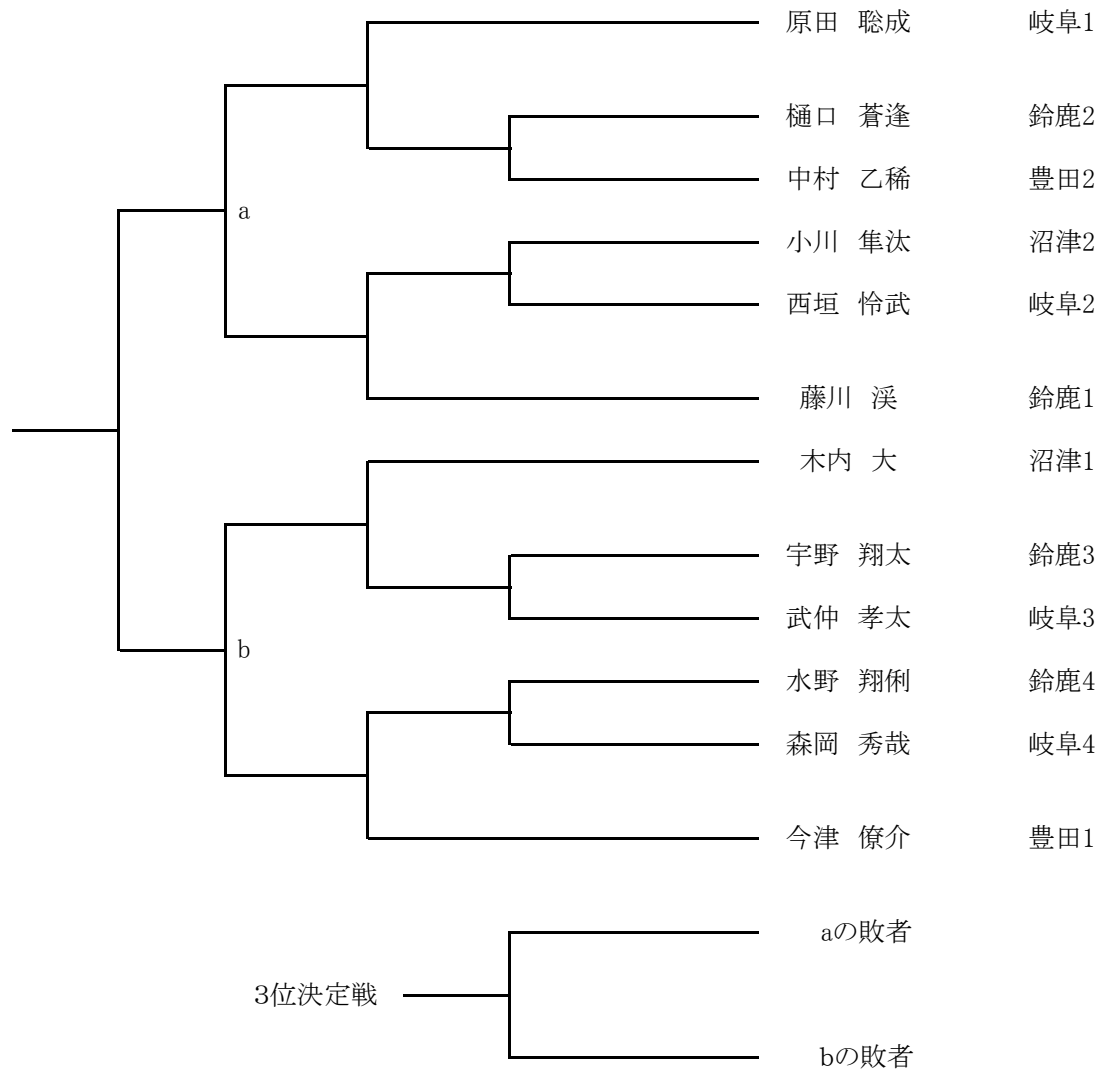 原田 聡成 岐阜1
樋口 蒼逢 鈴鹿2
中村 乙稀 豊田2
a
小川 隼汰 沼津2
西垣 怜武 岐阜2
藤川 渓 鈴鹿1
木内 大 沼津1
宇野 翔太 鈴鹿3
武仲 孝太 岐阜3
b
水野 翔俐 鈴鹿4
森岡 秀哉 岐阜4
今津 僚介 豊田1
aの敗者
3位決定戦
bの敗者